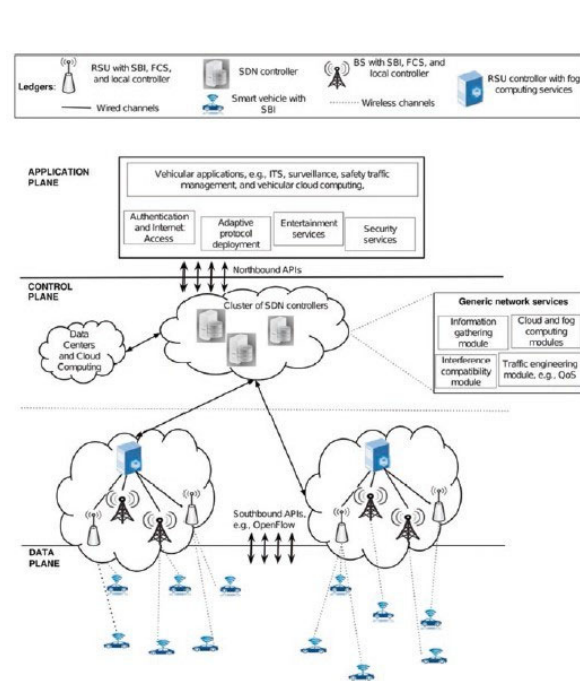 Ledgers:
RSU with SBI, FCS,
and local controller
SDN controller
BS with SBI, FCS, and
local controller
RSU controller with fog
computing services
Wired channels
Smart vehicle with
SBI
Wireless channels
APPLICATION
PLANE
Vehicular applications, e.g., ITS, surveillance, safety traffic
management, and vehicular cloud computing,
Authentication
and Internet
Access
Adaptive
protocol
deployment
Entertainment
services
Security
services
Northbound APIs
CONTROL
PLANE
Cluster of SDN controllers
Data
Centers
and Cloud
Computing
Generic network services
Information
gathering
module
Cloud and fog
computing
modules
Interference
compatibility
module
Traffic engineering
module, e.g., QoS
Southbound APIs,
e.g., OpenFlow
DATA
PLANE